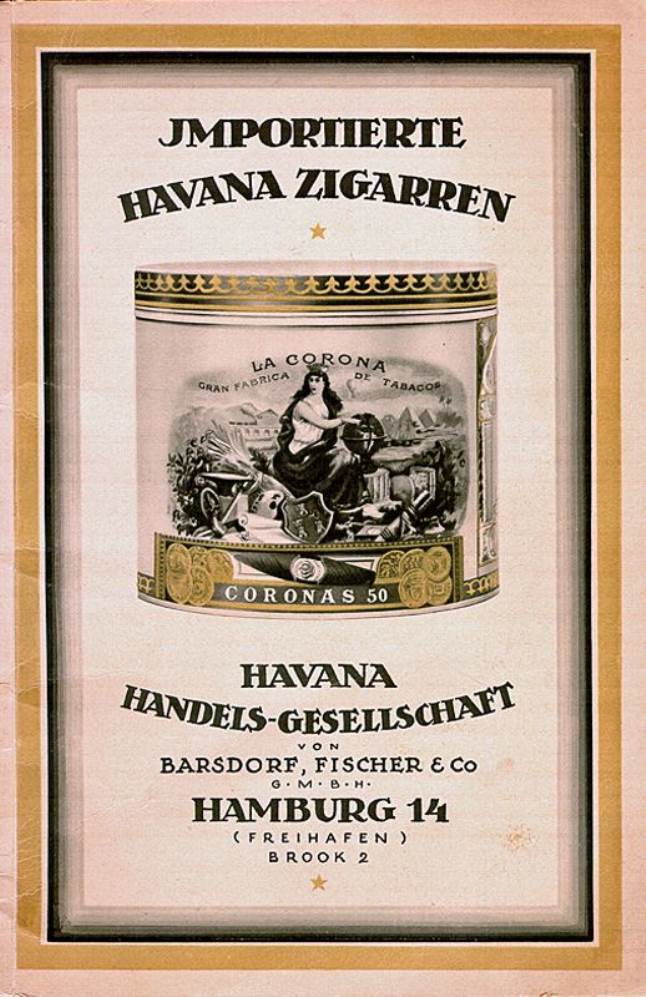 JMPORTIERTE
HAVANA ZIGARREN
LA CORONA
GRAN FABRICA DE TABACOS
CORONAS 50
HAVANA
HANDELS-GESELLSCHAFT
VON
BARSDORF, FISCHER & Co
G·M·B·H·
HAMBURG 14
(FREIHAFEN)
BROOK 2